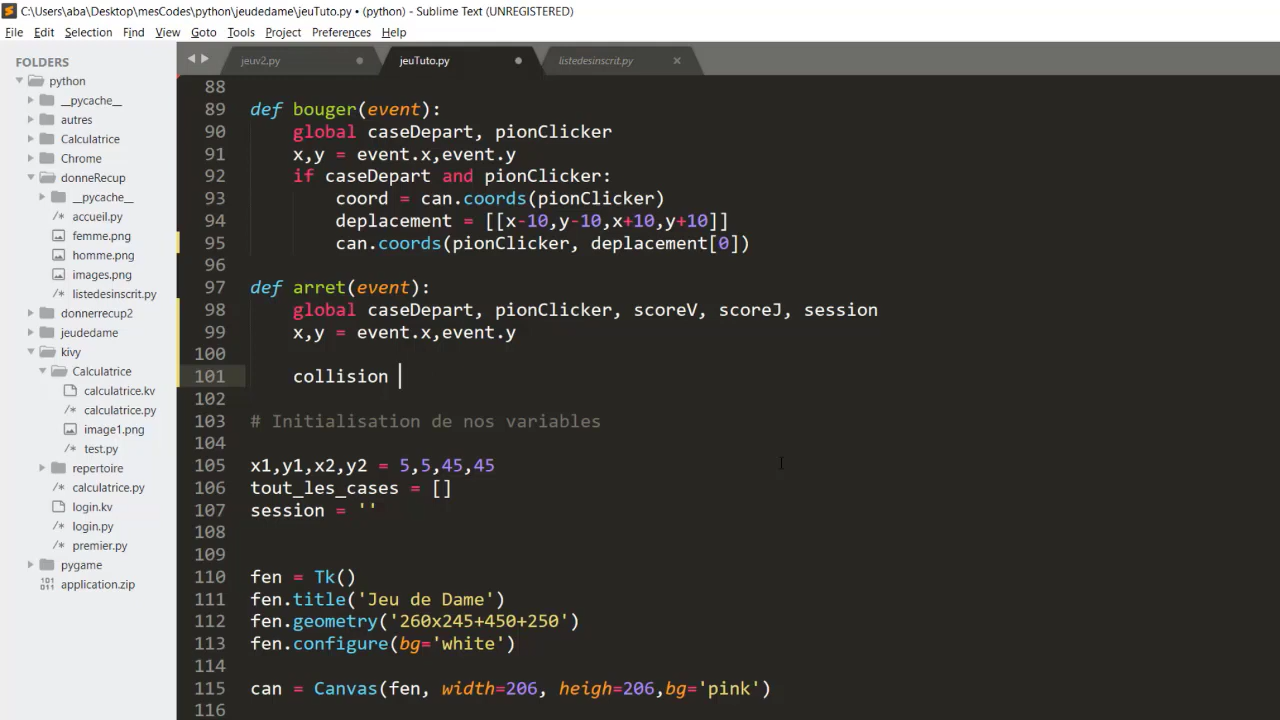 C:\Users\aba\Desktop\mesCodes\python\jeudedame\jeuTuto.py • (python) - Sublime Text (UNREGISTERED)
File Edit Selection Find View Goto Tools Project Preferences Help
FOLDERS
python
__pycache__
autres
Calculatrice
Chrome
donneRecup
__pycache__
accueil.py
femme.png
homme.png
images.png
listedesinscrit.py
donnerrecup2
jeudedame
kivy
Calculatrice
calculatrice.kv
calculatrice.py
image1.png
test.py
repertoire
calculatrice.py
login.kv
login.py
premier.py
pygame
application.zip
jeuv2.py jeuTuto.py listedesinscrit.py
88
89 def bouger(event):
90 global caseDepart, pionClicker
91 x,y = event.x,event.y
92 if caseDepart and pionClicker:
93 coord = can.coords(pionClicker)
94 deplacement = [[x-10,y-10,x+10,y+10]]
95 can.coords(pionClicker, deplacement[0])
96
97 def arret(event):
98 global caseDepart, pionClicker, scoreV, scoreJ, session
99 x,y = event.x,event.y
100
101 collision
102
103 # Initialisation de nos variables
104
105 x1,y1,x2,y2 = 5,5,45,45
106 tout_les_cases = []
107 session = ''
108
109
110 fen = Tk()
111 fen.title('Jeu de Dame')
112 fen.geometry('260x245+450+250')
113 fen.configure(bg='white')
114
115 can = Canvas(fen, width=206, heigh=206,bg='pink')
116